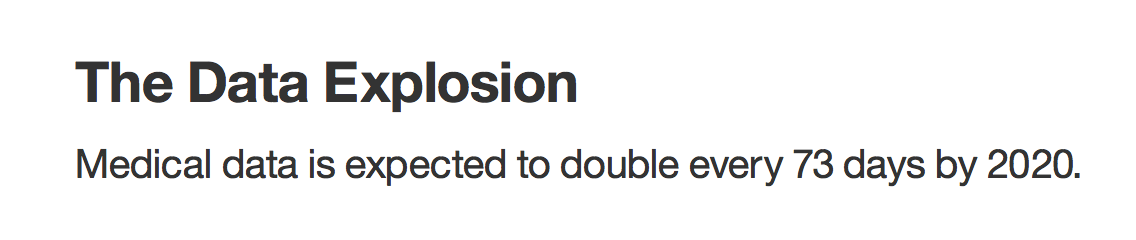 The Data Explosion
Medical data is expected to double every 73 days by 2020.